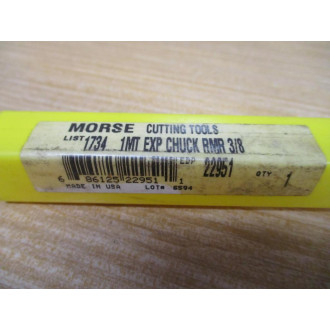 MORSE CUTTING TOOLS
LIST 1734 1MT EXP CHUCK RMR 3/8
EDP 22951 QTY 1
6 86125 22951 1
MADE IN USA LOT# 6594